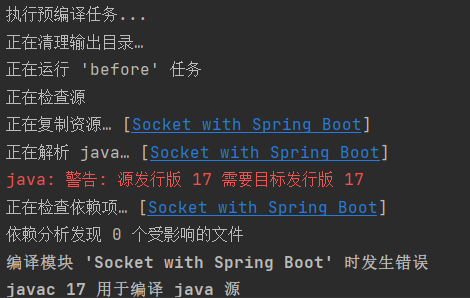 执行预编译任务...
正在清理输出目录…
正在运行 'before' 任务
正在检查源
正在复制资源… [Socket with Spring Boot]
正在解析 java… [Socket with Spring Boot]
java: 警告: 源发行版 17 需要目标发行版 17
正在检查依赖项… [Socket with Spring Boot]
依赖分析发现 0 个受影响的文件
编译模块 'Socket with Spring Boot' 时发生错误
javac 17 用于编译 java 源